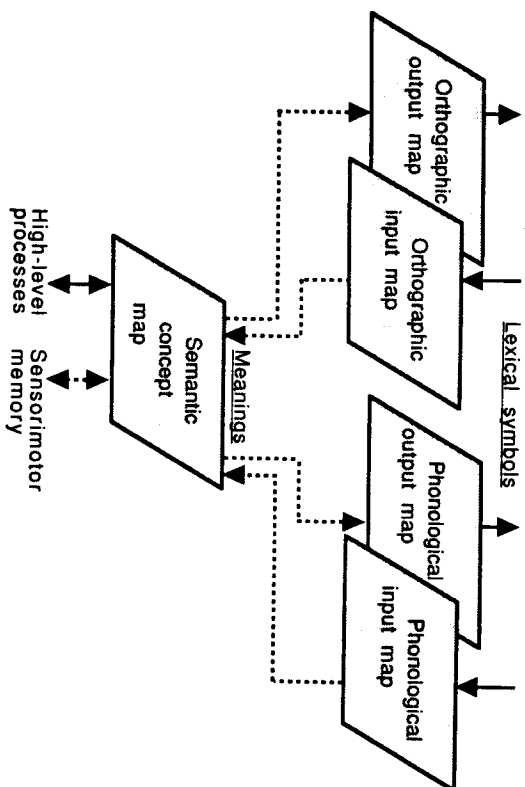 Lexical symbols
Orthographic
output map
Orthographic
input map
Phonological
output map
Phonological
input map
Meanings
Semantic
concept
map
High-level
processes
Sensorimotor
memory